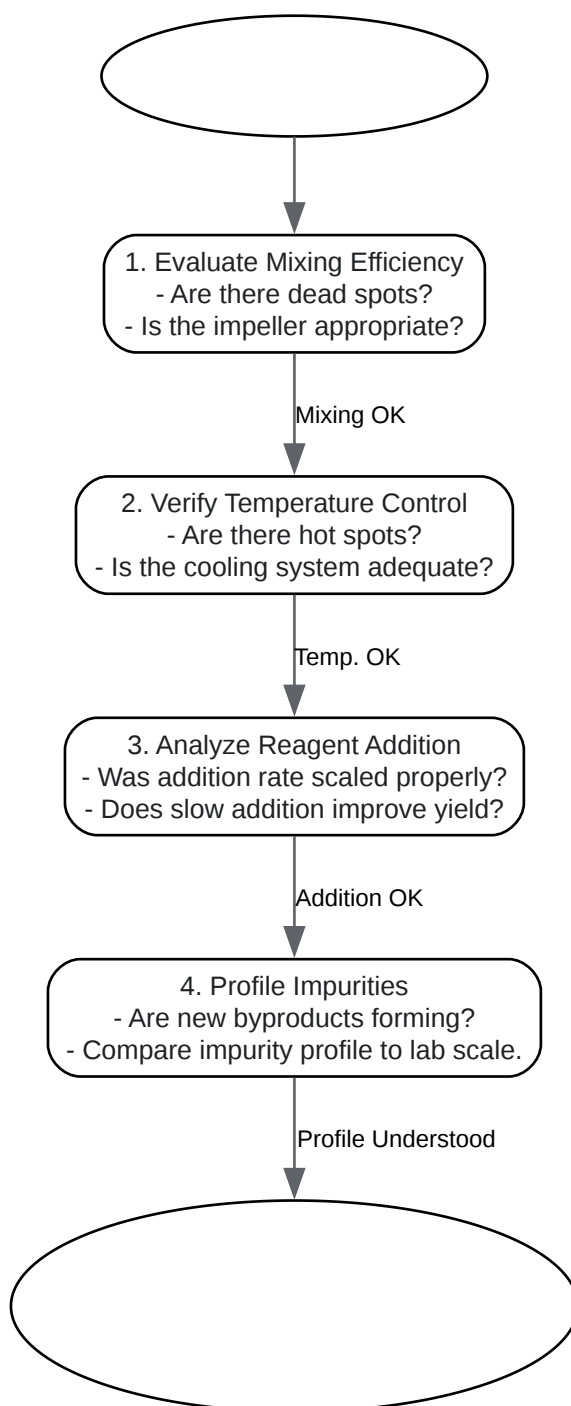 1. Evaluate Mixing Efficiency
- Are there dead spots?
- Is the impeller appropriate?
Mixing OK
2. Verify Temperature Control
- Are there hot spots?
- Is the cooling system adequate?
Temp. OK
3. Analyze Reagent Addition
- Was addition rate scaled properly?
- Does slow addition improve yield?
Addition OK
4. Profile Impurities
- Are new byproducts forming?
- Compare impurity profile to lab scale.
Profile Understood